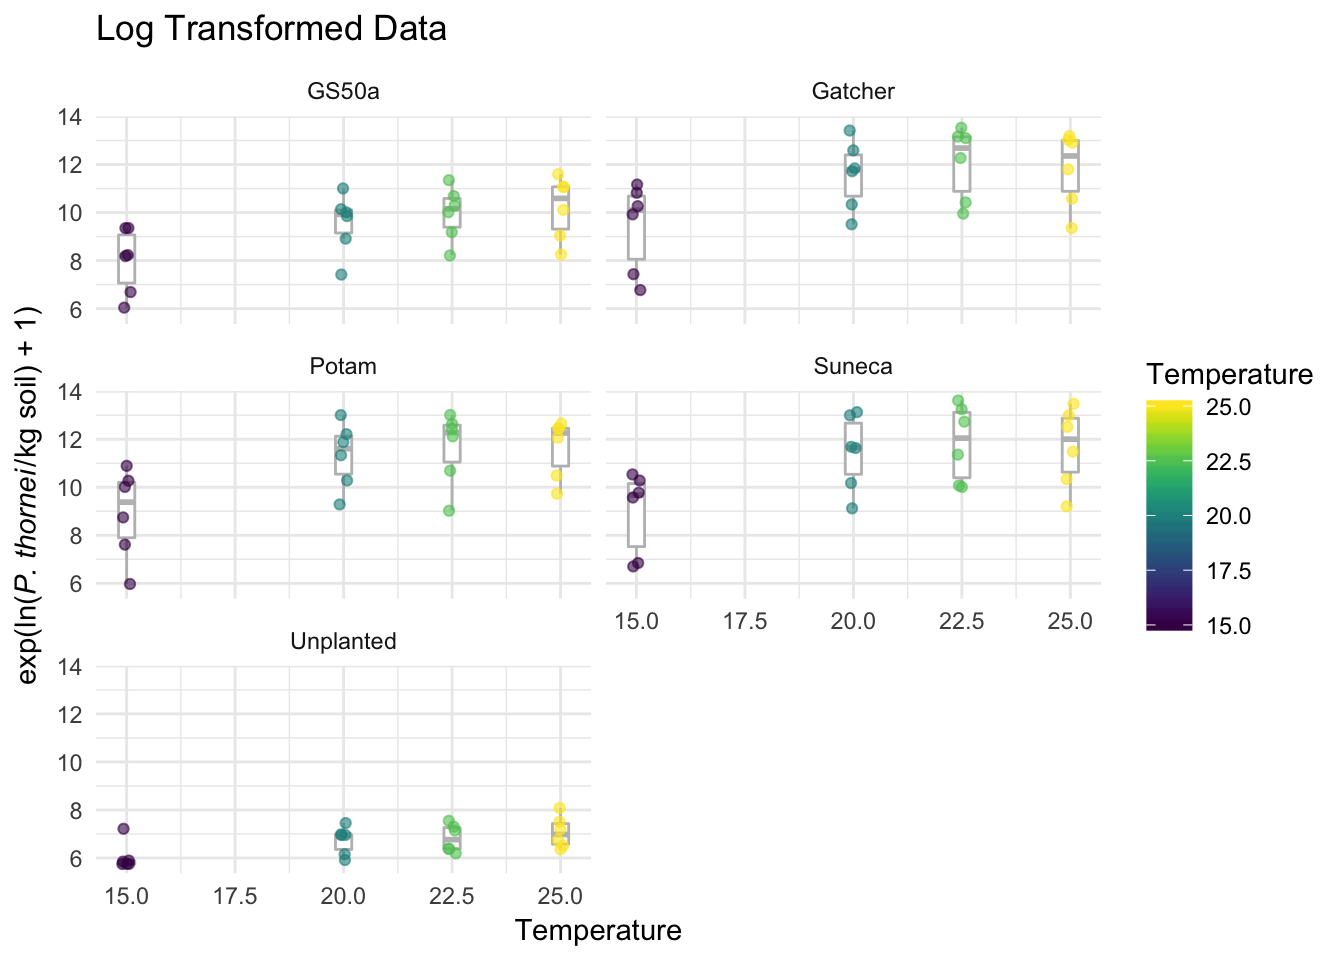 Log Transformed Data
GS50a
Gatcher
14
12
10
8
6
Potam
Suneca
14
12
10
8
6
15.0 17.5 20.0 22.5 25.0
Unplanted
14
12
10
8
6
15.0 17.5 20.0 22.5 25.0
Temperature
exp(ln(P. thornei/kg soil) + 1)
Temperature
25.0
22.5
20.0
17.5
15.0